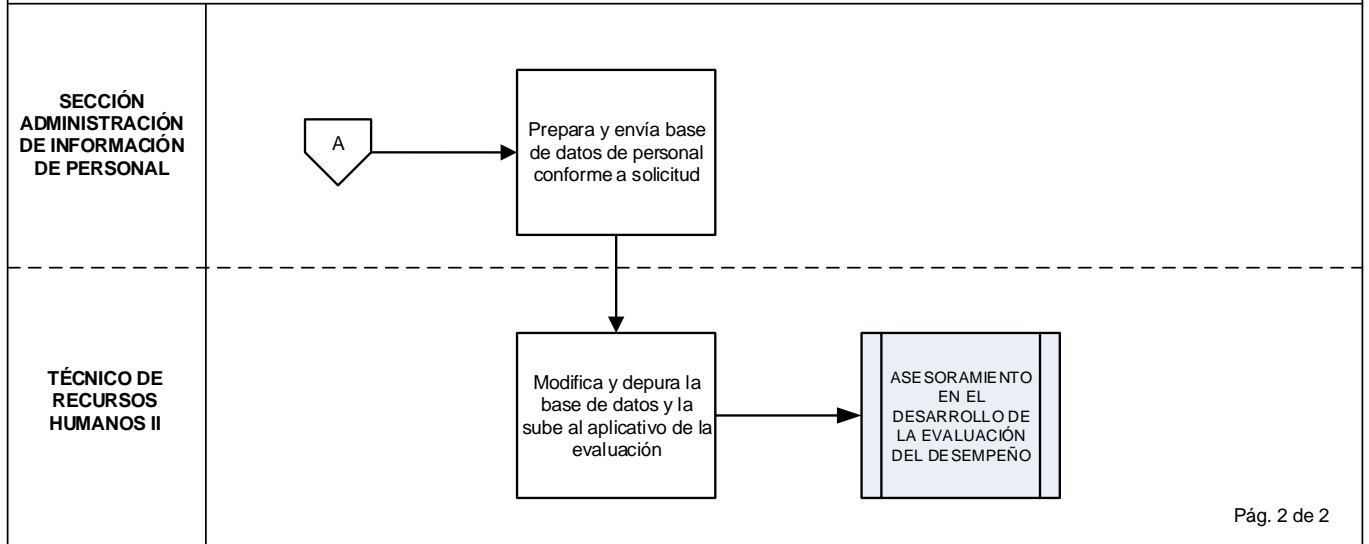 SECCIÓN
ADMINISTRACIÓN
DE INFORMACIÓN
DE PERSONAL
A
Prepara y envía base
de datos de personal
conforme a solicitud
TÉCNICO DE
RECURSOS
HUMANOS II
Modifica y depura la
base de datos y la
sube al aplicativo de la
evaluación
ASESORAMIENTO
EN EL
DESARROLLO DE
LA EVALUACIÓN
DEL DESEMPEÑO
Pág. 2 de 2